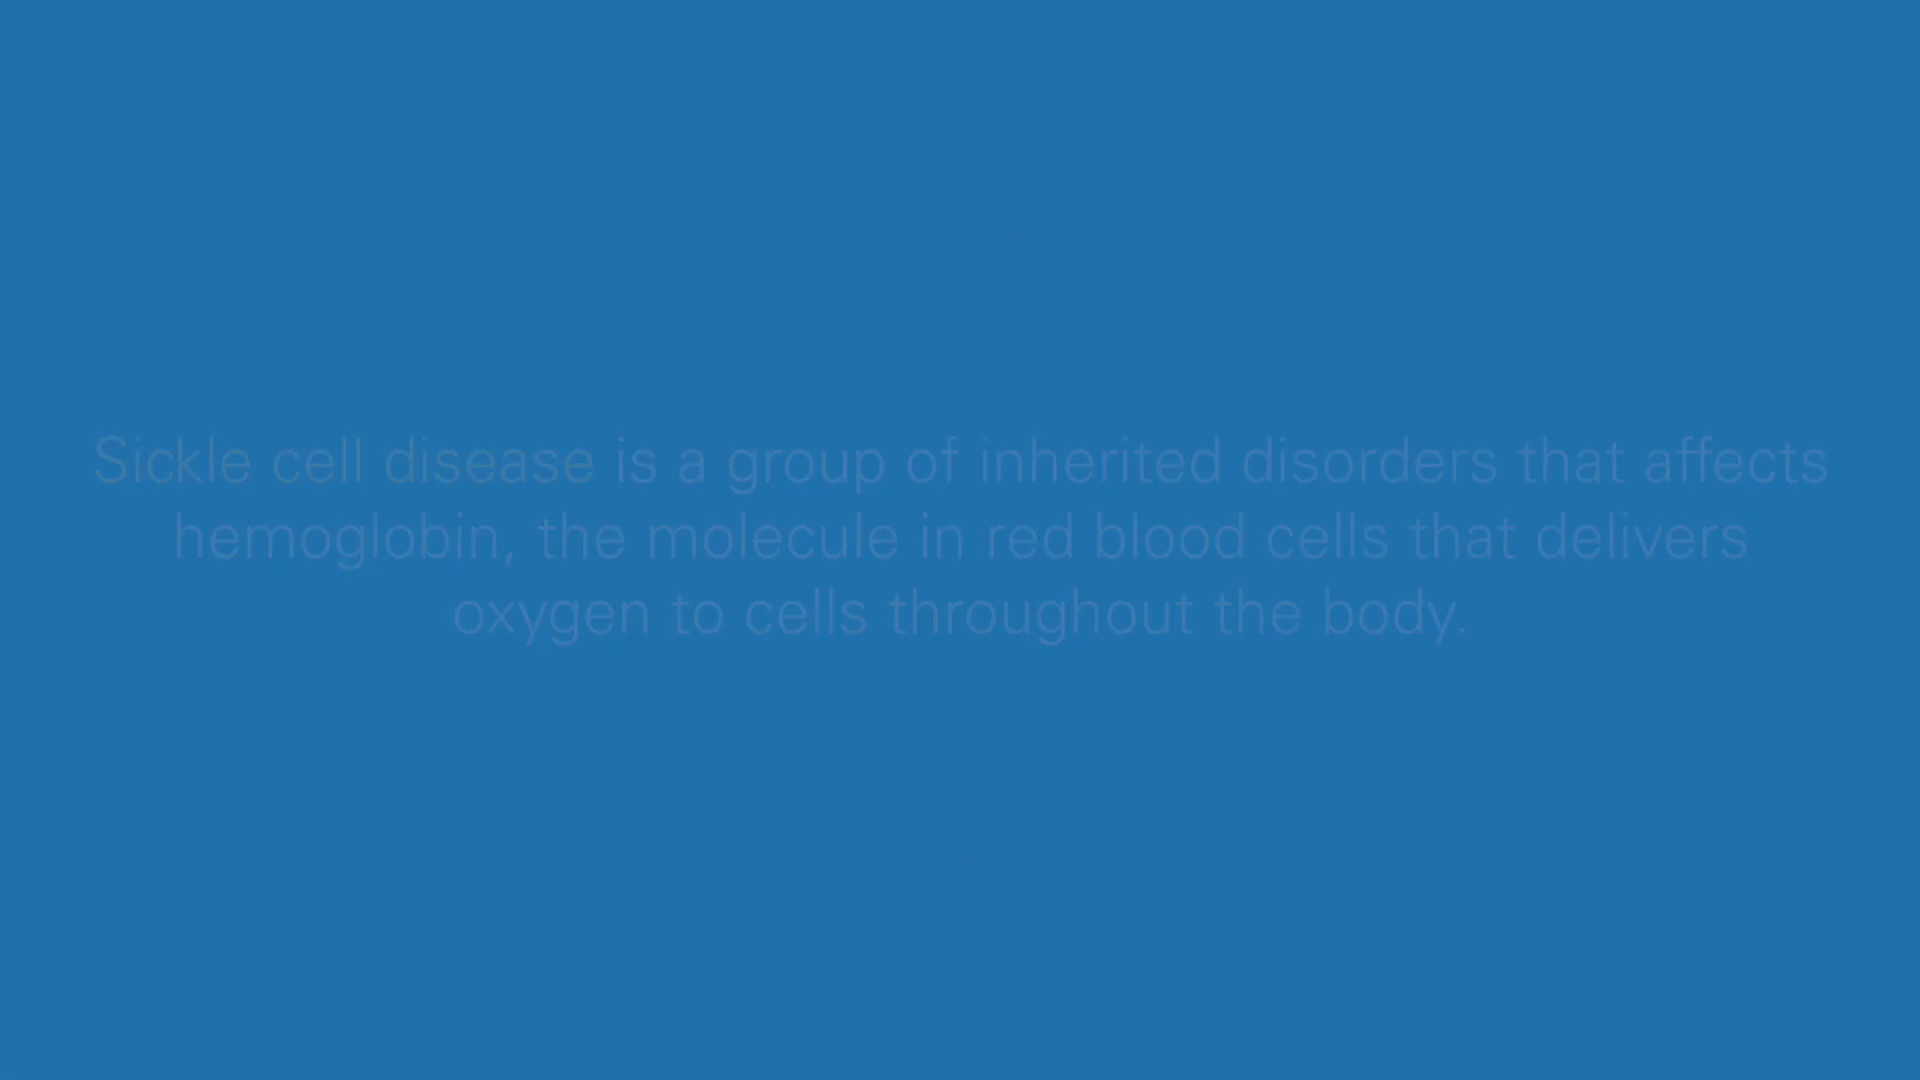 Sickle cell disease is a group of inherited disorders that affects
hemoglobin, the molecule in red blood cells that delivers
oxygen to cells throughout the body.